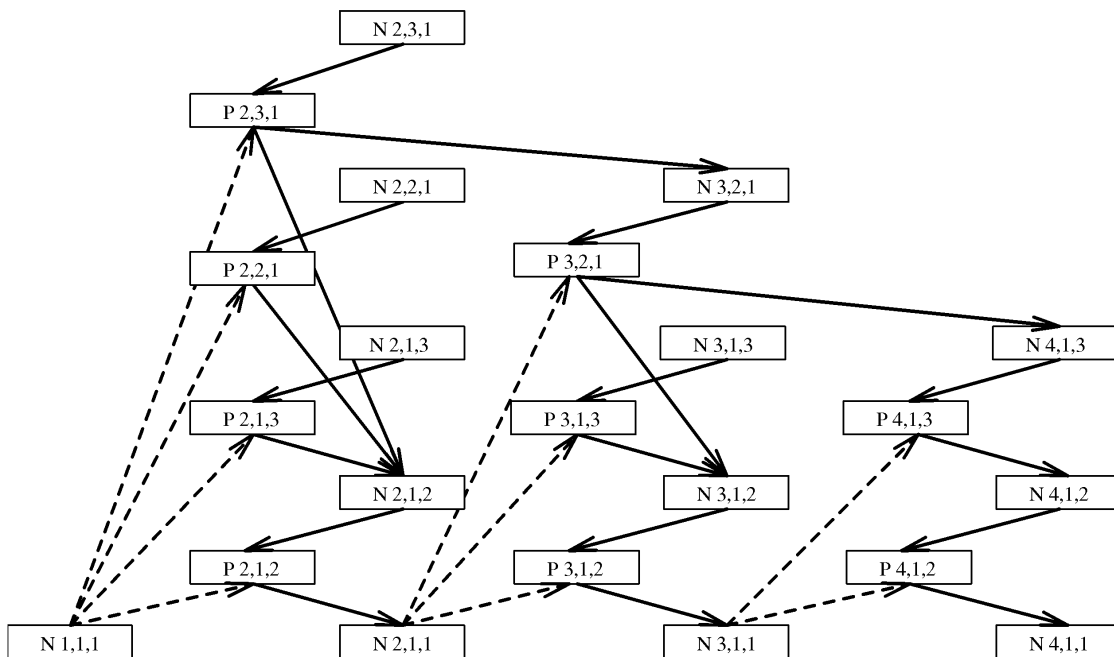 N 2,3,1
P 2,3,1
N 2,2,1
N 3,2,1
P 2,2,1
P 3,2,1
N 2,1,3
N 3,1,3
N 4,1,3
P 2,1,3
P 3,1,3
P 4,1,3
N 2,1,2
N 3,1,2
N 4,1,2
P 2,1,2
P 3,1,2
P 4,1,2
N 1,1,1
N 2,1,1
N 3,1,1
N 4,1,1